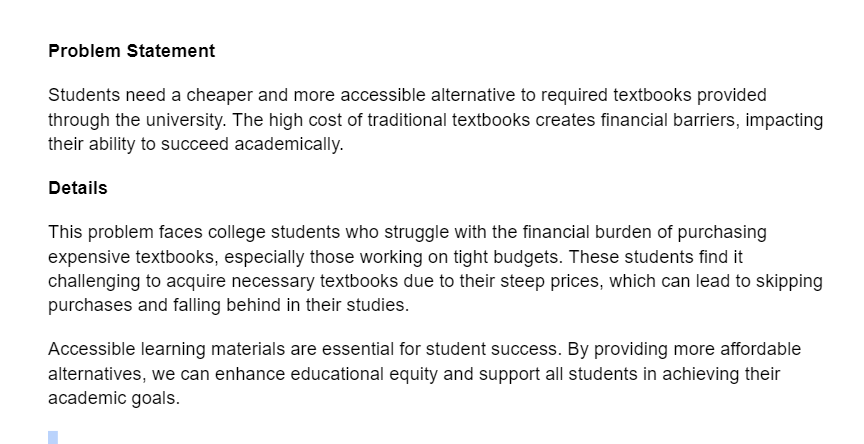 Problem Statement
Students need a cheaper and more accessible alternative to required textbooks provided
through the university. The high cost of traditional textbooks creates financial barriers, impacting
their ability to succeed academically.
Details
This problem faces college students who struggle with the financial burden of purchasing
expensive textbooks, especially those working on tight budgets. These students find it
challenging to acquire necessary textbooks due to their steep prices, which can lead to skipping
purchases and falling behind in their studies.
Accessible learning materials are essential for student success. By providing more affordable
alternatives, we can enhance educational equity and support all students in achieving their
academic goals.